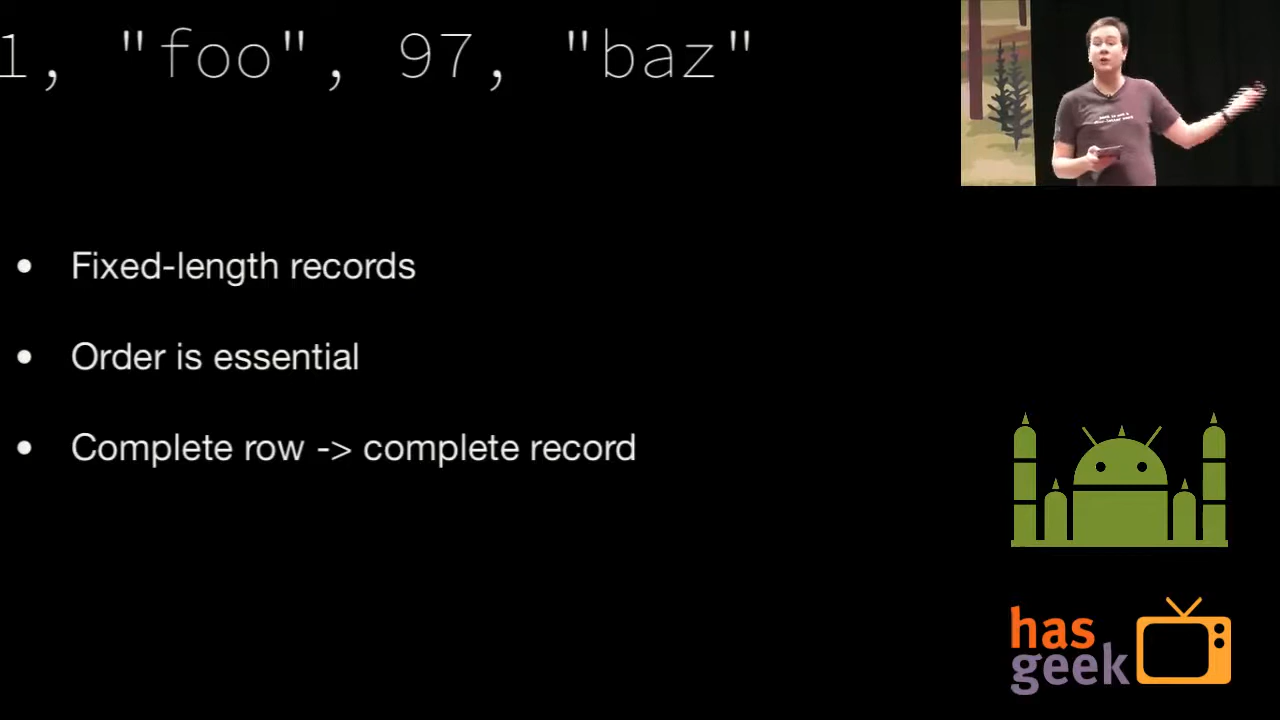 1, "foo", 97, "baz"
• Fixed-length records
• Order is essential
• Complete row -> complete record
has
geek